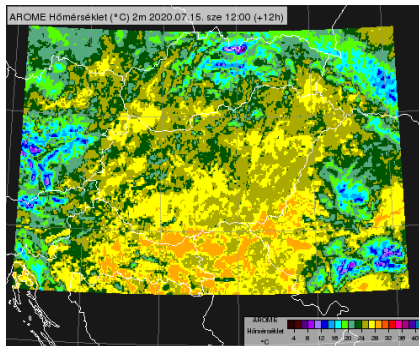 AROME Hőmérséklet (°C) 2m 2020.07.15. sze 12:00 (+12h)
AROME
Hőmérséklet
°C
4 8 12 16 20 24 28 32 36 40